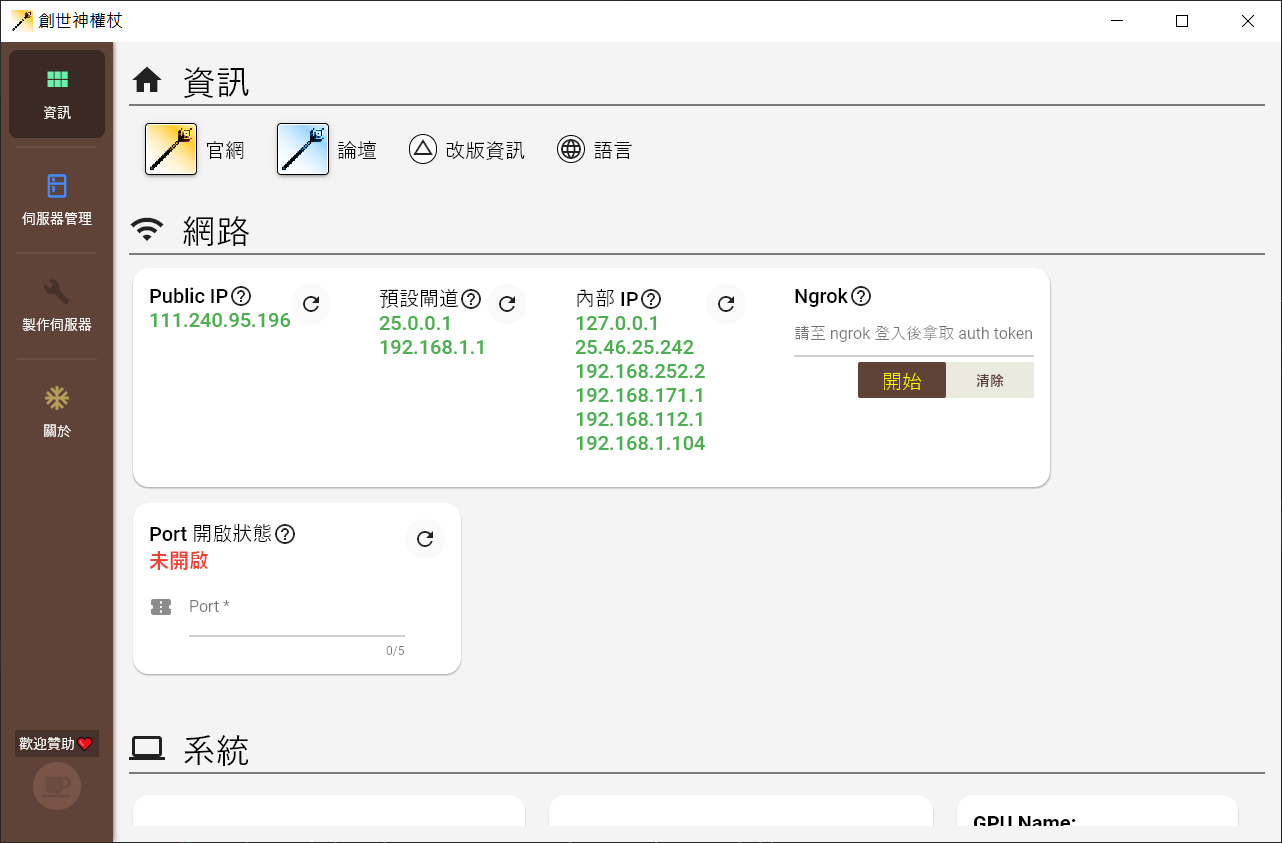 創世神權杖
資訊
伺服器管理
製作伺服器
關於
歡迎贊助
資訊
官網
論壇
改版資訊
語言
網路
Public IP
111.240.95.196
預設閘道
25.0.0.1
192.168.1.1
內部 IP
127.0.0.1
25.46.25.242
192.168.252.2
192.168.171.1
192.168.112.1
192.168.1.104
Ngrok
請至 ngrok 登入後拿取 auth token
開始
清除
Port 開啟狀態
未開啟
Port *
0/5
系統
GPU Name: